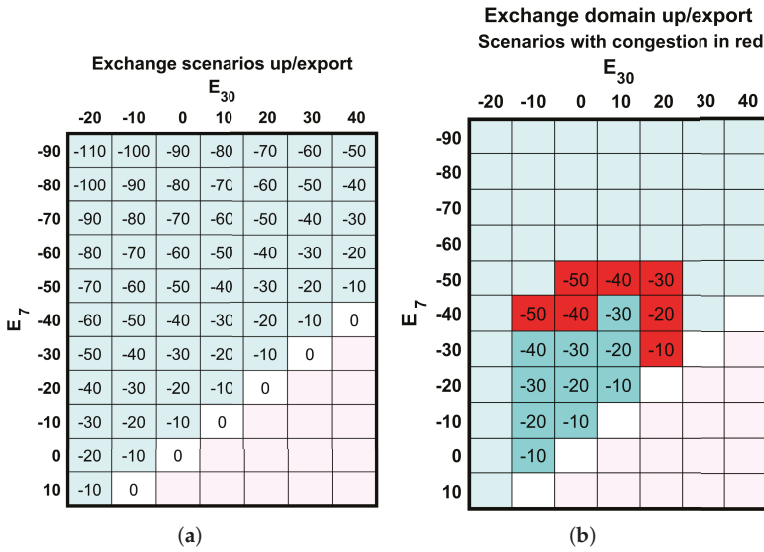 Exchange scenarios up/export
E30
-20 -10 0 10 20 30 40
-90 -110 -100 -90 -80 -70 -60 -50
-80 -100 -90 -80 -70 -60 -50 -40
-70 -90 -80 -70 -60 -50 -40 -30
-60 -80 -70 -60 -50 -40 -30 -20
-50 -70 -60 -50 -40 -30 -20 -10
-40 -60 -50 -40 -30 -20 -10 0
-30 -50 -40 -30 -20 -10 0
-20 -40 -30 -20 -10 0
-10 -30 -20 -10 0
0 -20 -10 0
10 -10 0
E7
(a)
Exchange domain up/export
Scenarios with congestion in red
E30
-20 -10 0 10 20 30 40
-90
-80
-70
-60
-50 -50 -40 -30
-40 -50 -40 -30 -20
-30 -40 -30 -20 -10
-20 -30 -20 -10
-10 -20 -10
0 -10
10
E7
(b)